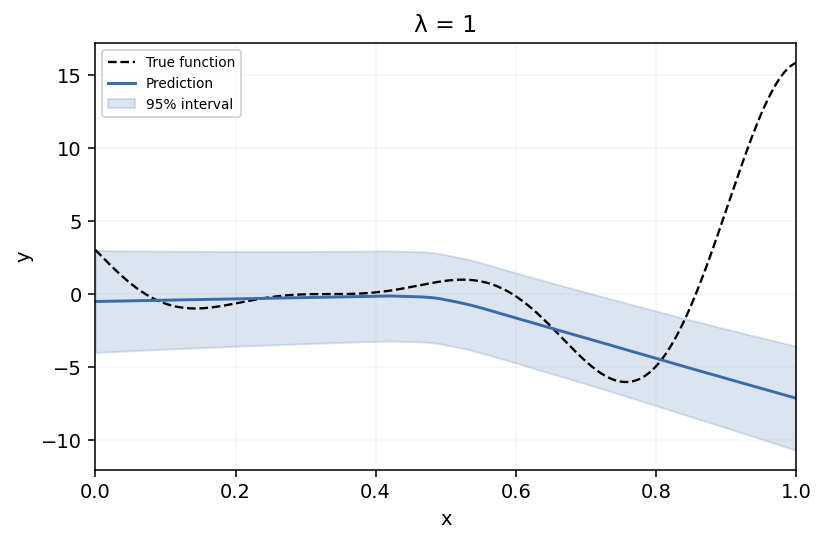 λ = 1
True function
Prediction
95% interval
y
15
10
5
0
−5
−10
0.0 0.2 0.4 0.6 0.8 1.0
x